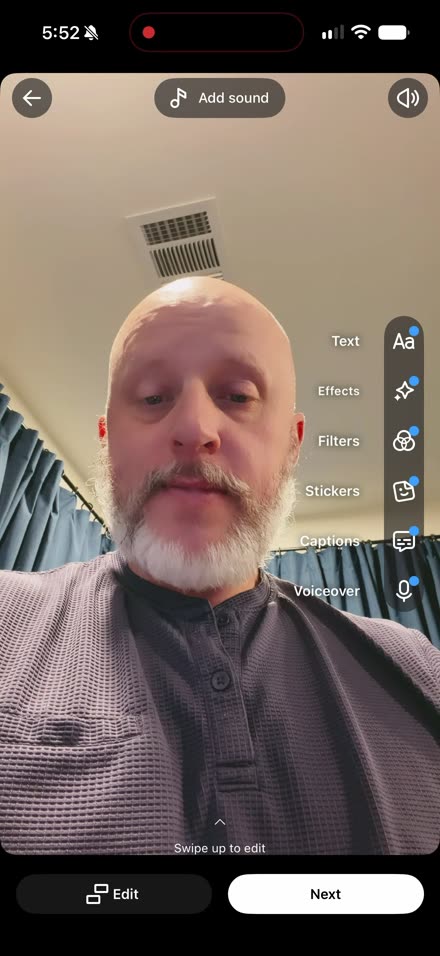 5:52
Add sound
Text
Aa
Effects
Filters
Stickers
Captions
Voiceover
Swipe up to edit
Edit
Next